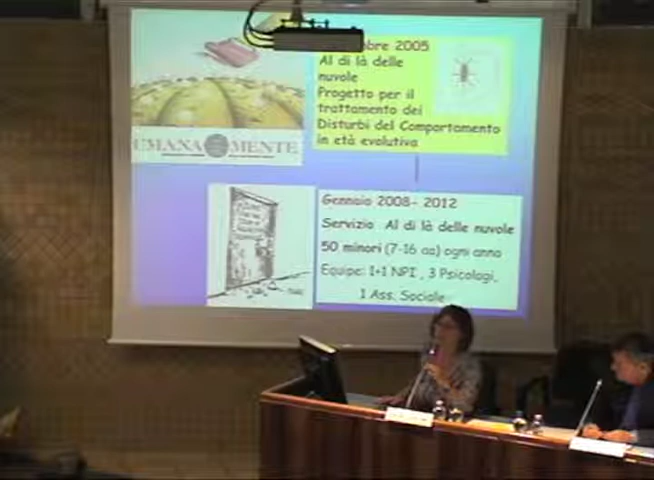 bre 2005
Al di là delle
nuvole
Progetto per il
trattamento dei
Disturbi del Comportamento
in età evolutiva
UMANA MENTE
Gennaio 2008- 2012
Servizio Al di là delle nuvole
50 minori (7-16 aa) ogni anno
Equipe: 1+1 NPI , 3 Psicologi,
1 Ass. Sociale